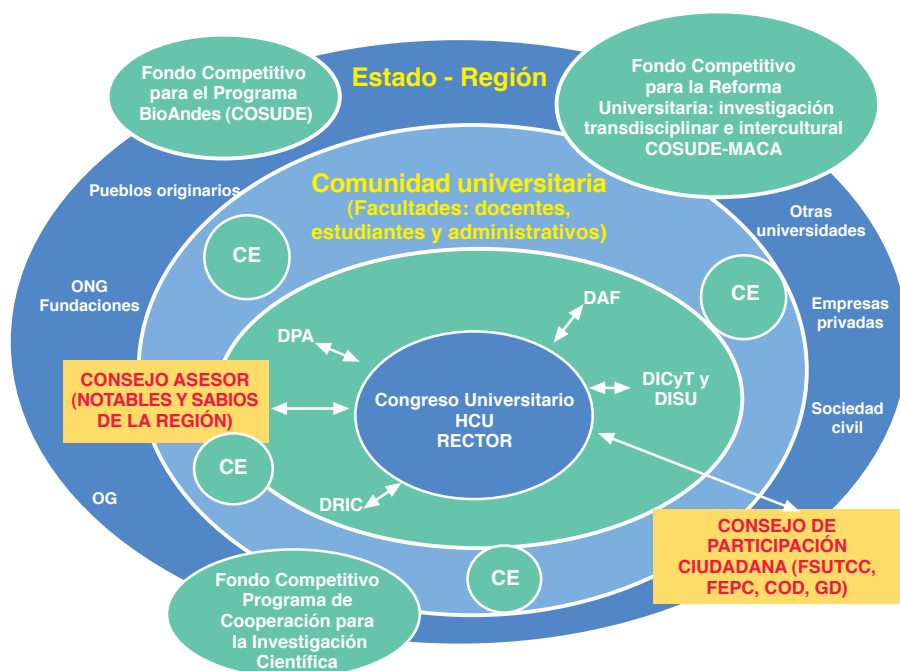 Fondo Competitivo
para el Programa
BioAndes (COSUDE)
Estado - Región
Fondo Competitivo
para la Reforma
Universitaria: investigación
transdisciplinar e intercultural
COSUDE-MACA
Pueblos originarios
Comunidad universitaria
(Facultades: docentes,
estudiantes y administrativos)
Otras
universidades
CE
CE
ONG
Fundaciones
Empresas
privadas
DAF
DPA
CONSEJO ASESOR
(NOTABLES Y SABIOS
DE LA REGIÓN)
Congreso Universitario
HCU
RECTOR
DICyT y
DISU
Sociedad
civil
CE
OG
DRIC
CONSEJO DE
PARTICIPACIÓN
CIUDADANA (FSUTCC,
FEPC, COD, GD)
CE
Fondo Competitivo
Programa de
Cooperación para
la Investigación
Científica